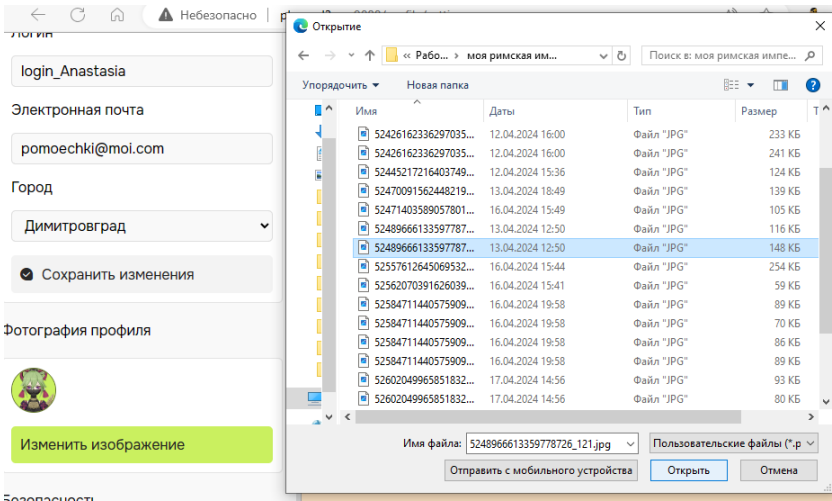 Небезопасно
Логин
login_Anastasia
Электронная почта
pomoechki@moi.com
Город
Димитровград
Сохранить изменения
Фотография профиля
Изменить изображение
Безопасность
Открытие
« Рабо... › моя римская им...
Поиск в: моя римская импе...
Упорядочить Новая папка
Имя Даты Тип Размер Т
52426162336297035... 12.04.2024 16:00 Файл "JPG" 233 КБ
52426162336297035... 12.04.2024 16:00 Файл "JPG" 241 КБ
52445217216403749... 12.04.2024 15:36 Файл "JPG" 124 КБ
52470091562448219... 13.04.2024 18:49 Файл "JPG" 139 КБ
52471403589057801... 16.04.2024 15:49 Файл "JPG" 105 КБ
52489666133597787... 13.04.2024 12:50 Файл "JPG" 116 КБ
52489666133597787... 13.04.2024 12:50 Файл "JPG" 148 КБ
52557612645069532... 16.04.2024 15:44 Файл "JPG" 254 КБ
52562070391626039... 16.04.2024 15:41 Файл "JPG" 59 КБ
52584711440575909... 16.04.2024 19:58 Файл "JPG" 89 КБ
52584711440575909... 16.04.2024 19:58 Файл "JPG" 70 КБ
52584711440575909... 16.04.2024 19:58 Файл "JPG" 86 КБ
52584711440575909... 16.04.2024 19:58 Файл "JPG" 89 КБ
52602049965851832... 17.04.2024 14:56 Файл "JPG" 93 КБ
52602049965851832... 17.04.2024 14:56 Файл "JPG" 80 КБ
Имя файла: 5248966613359778726_121.jpg Пользовательские файлы (*.p
Отправить с мобильного устройства Открыть Отмена